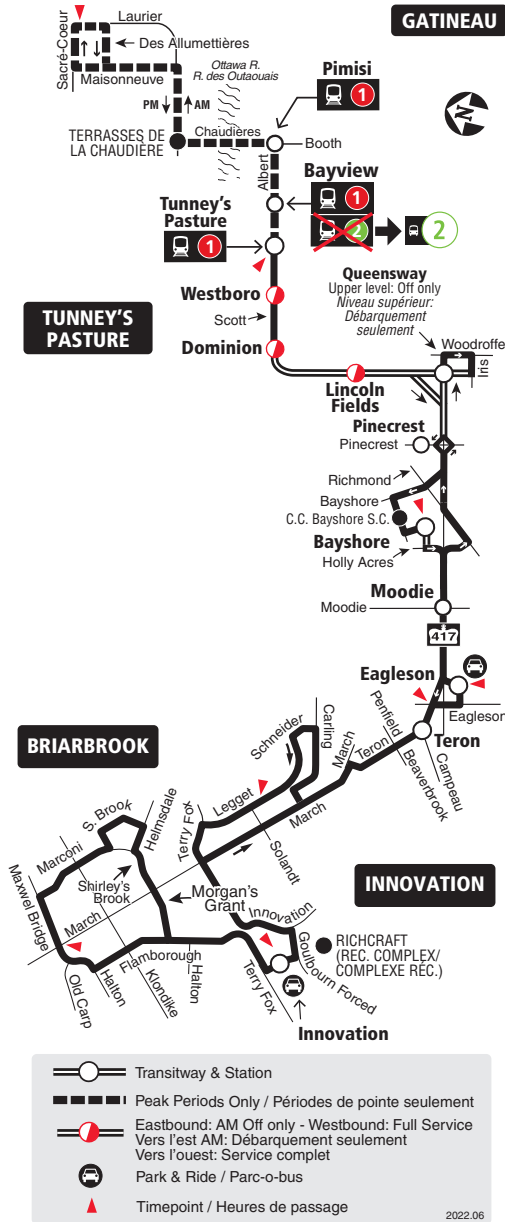 Laurier
GATINEAU
Sacré-Coeur
Des Allumettières
Maisonneuve
Ottawa R.
R. des Outaouais
Pimisi
1
PM
AM
N
TERRASSES DE
LA CHAUDIÈRE
Chaudières
Booth
Albert
Bayview
1
2
2
Tunney's
Pasture
1
Queensway
Upper level: Off only
Niveau supérieur:
Débarquement
seulement
Westboro
TUNNEY'S
PASTURE
Scott
Woodroffe
Dominion
Iris
Lincoln
Fields
Pinecrest
Pinecrest
Richmond
Bayshore
C.C. Bayshore S.C.
Bayshore
Holly Acres
Moodie
Moodie
417
Eagleson
Eagleson
Teron
Schneider
Carling
March
Teron
Penfield
Beaverbrook
Campeau
BRIARBROOK
Legget
March
Terry Fox
Solandt
S. Brook
Helmsdale
Marconi
Maxwel Bridge
Shirley's
Brook
Morgan's
Grant
INNOVATION
March
Innovation
RICHCRAFT
(REC. COMPLEX/
COMPLEXE RÉC.)
Goulbourn Forced
Flamborough
Old Carp
Halton
Klondike
Halton
Terry Fox
Innovation
Transitway & Station
Peak Periods Only / Périodes de pointe seulement
Eastbound: AM Off only - Westbound: Full Service
Vers l'est AM: Débarquement seulement
Vers l'ouest: Service complet
Park & Ride / Parc-o-bus
Timepoint / Heures de passage
2022.06